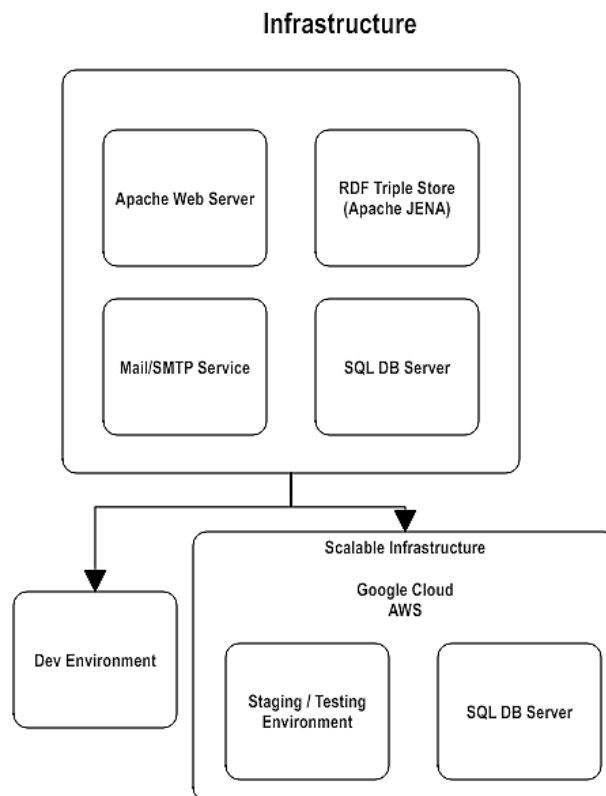 Infrastructure
Apache Web Server
RDF Triple Store
(Apache JENA)
Mail/SMTP Service
SQL DB Server
Scalable Infrastructure
Google Cloud
AWS
Dev Environment
Staging / Testing
Environment
SQL DB Server